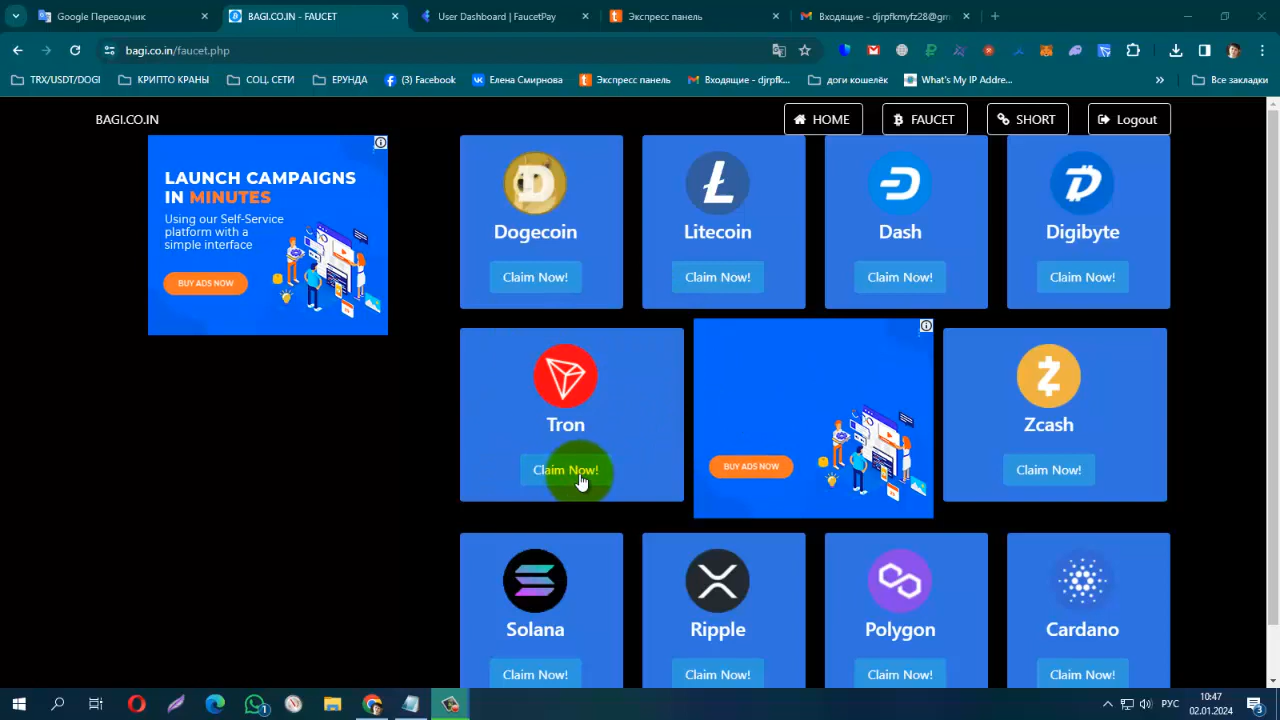 Google Переводчик
BAGI.CO.IN - FAUCET
User Dashboard | FaucetPay
Экспресс панель
Входящие - djrpfkmyfz28@gm
bagi.co.in/faucet.php
TRX/USDT/DOGI
КРИПТО КРАНЫ
СОЦ. СЕТИ
ЕРУНДА
(3) Facebook
Елена Смирнова
Экспресс панель
Входящие - djrpfk...
доги кошелёк
What's My IP Addre...
»
Все закладки
BAGI.CO.IN
HOME
FAUCET
SHORT
Logout
LAUNCH CAMPAIGNS
IN MINUTES
Using our Self-Service
platform with a
simple interface
BUY ADS NOW
Dogecoin
Claim Now!
Litecoin
Claim Now!
Dash
Claim Now!
Digibyte
Claim Now!
Tron
Claim Now!
BUY ADS NOW
Zcash
Claim Now!
Solana
Claim Now!
Ripple
Claim Now!
Polygon
Claim Now!
Cardano
Claim Now!
1
РУС
10:47
02.01.2024
3